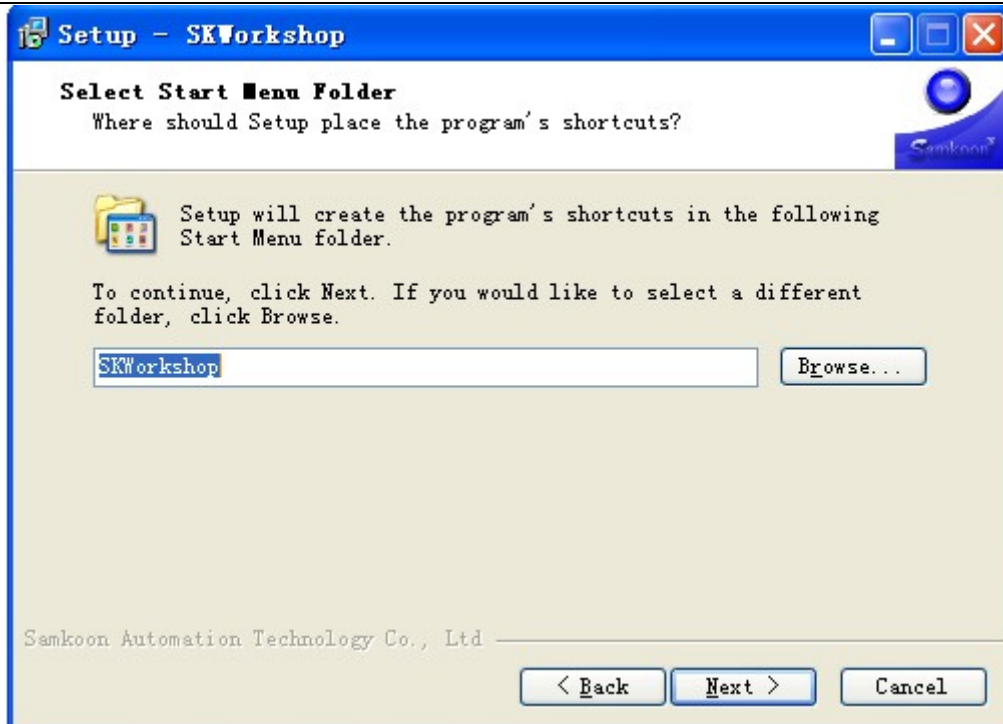 Setup - SKWorkshop
Select Start Menu Folder
Where should Setup place the program's shortcuts?
Samkoon
Setup will create the program's shortcuts in the following
Start Menu folder.
To continue, click Next. If you would like to select a different
folder, click Browse.
SKWorkshop
Browse...
Samkoon Automation Technology Co., Ltd
< Back
Next >
Cancel